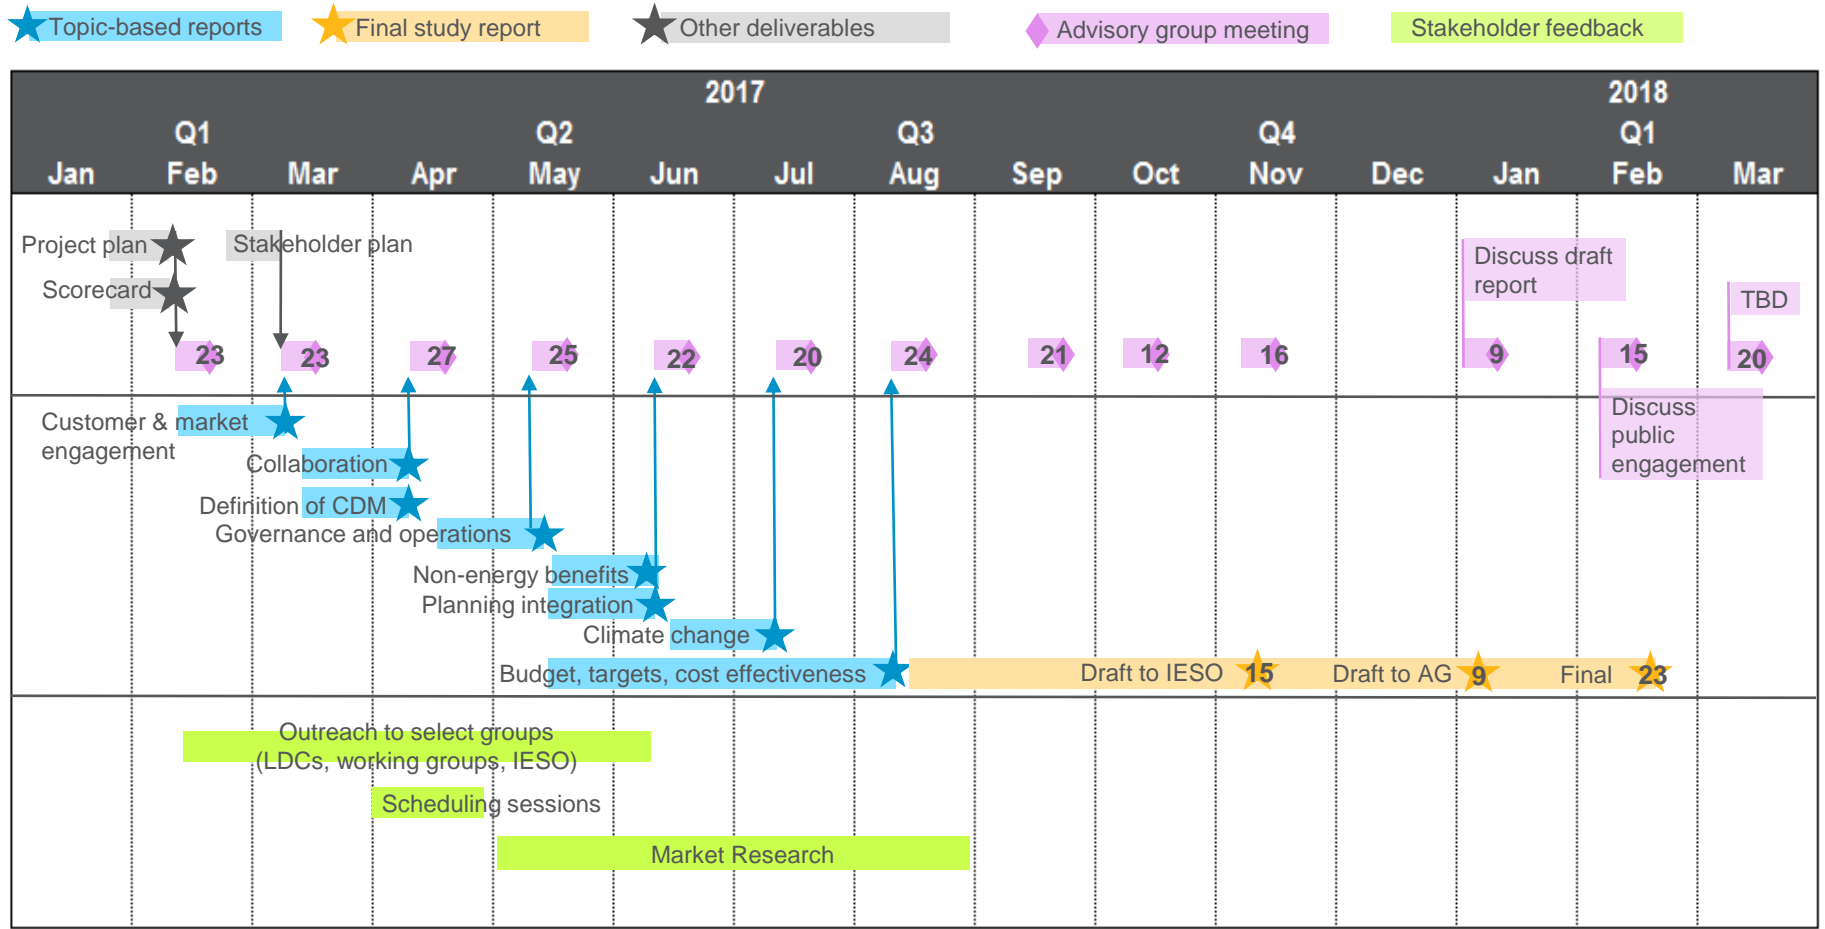 Topic-based reports
Final study report
Other deliverables
Advisory group meeting
Stakeholder feedback
2017
2018
Q1
Q2
Q3
Q4
Q1
Jan
Feb
Mar
Apr
May
Jun
Jul
Aug
Sep
Oct
Nov
Dec
Jan
Feb
Mar
Project plan
Stakeholder plan
Scorecard
Discuss draft
report
TBD
23
23
27
25
22
20
24
21
12
16
9
15
20
Discuss
public
engagement
Customer & market
engagement
Collaboration
Definition of CDM
Governance and operations
Non-energy benefits
Planning integration
Climate change
Budget, targets, cost effectiveness
Draft to IESO
15
Draft to AG
9
Final
23
Outreach to select groups
(LDCs, working groups, IESO)
Scheduling sessions
Market Research